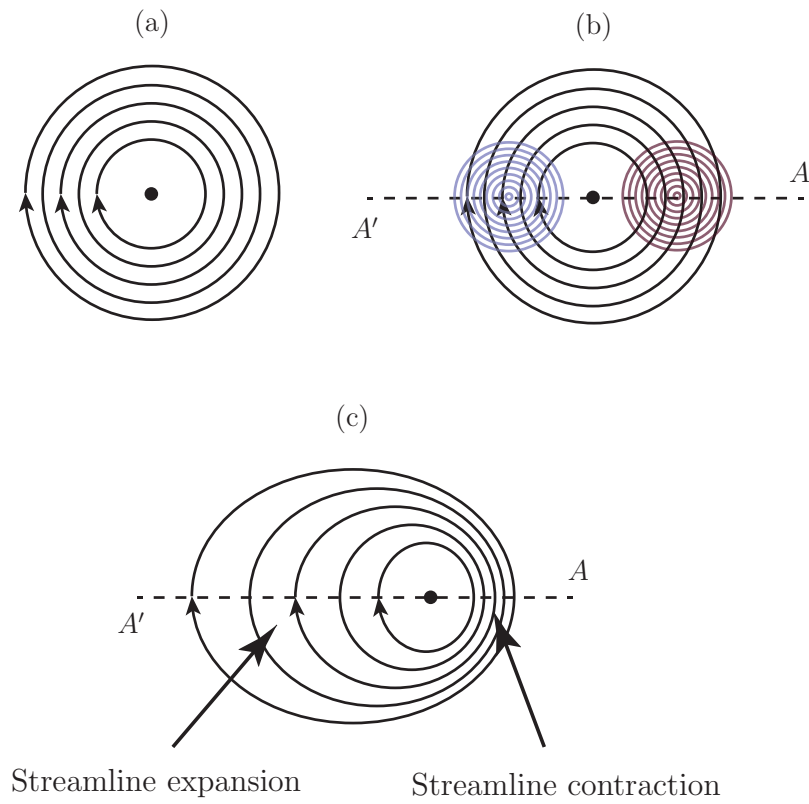 (a)
(b)
A
A′
(c)
A
A′
Streamline expansion
Streamline contraction